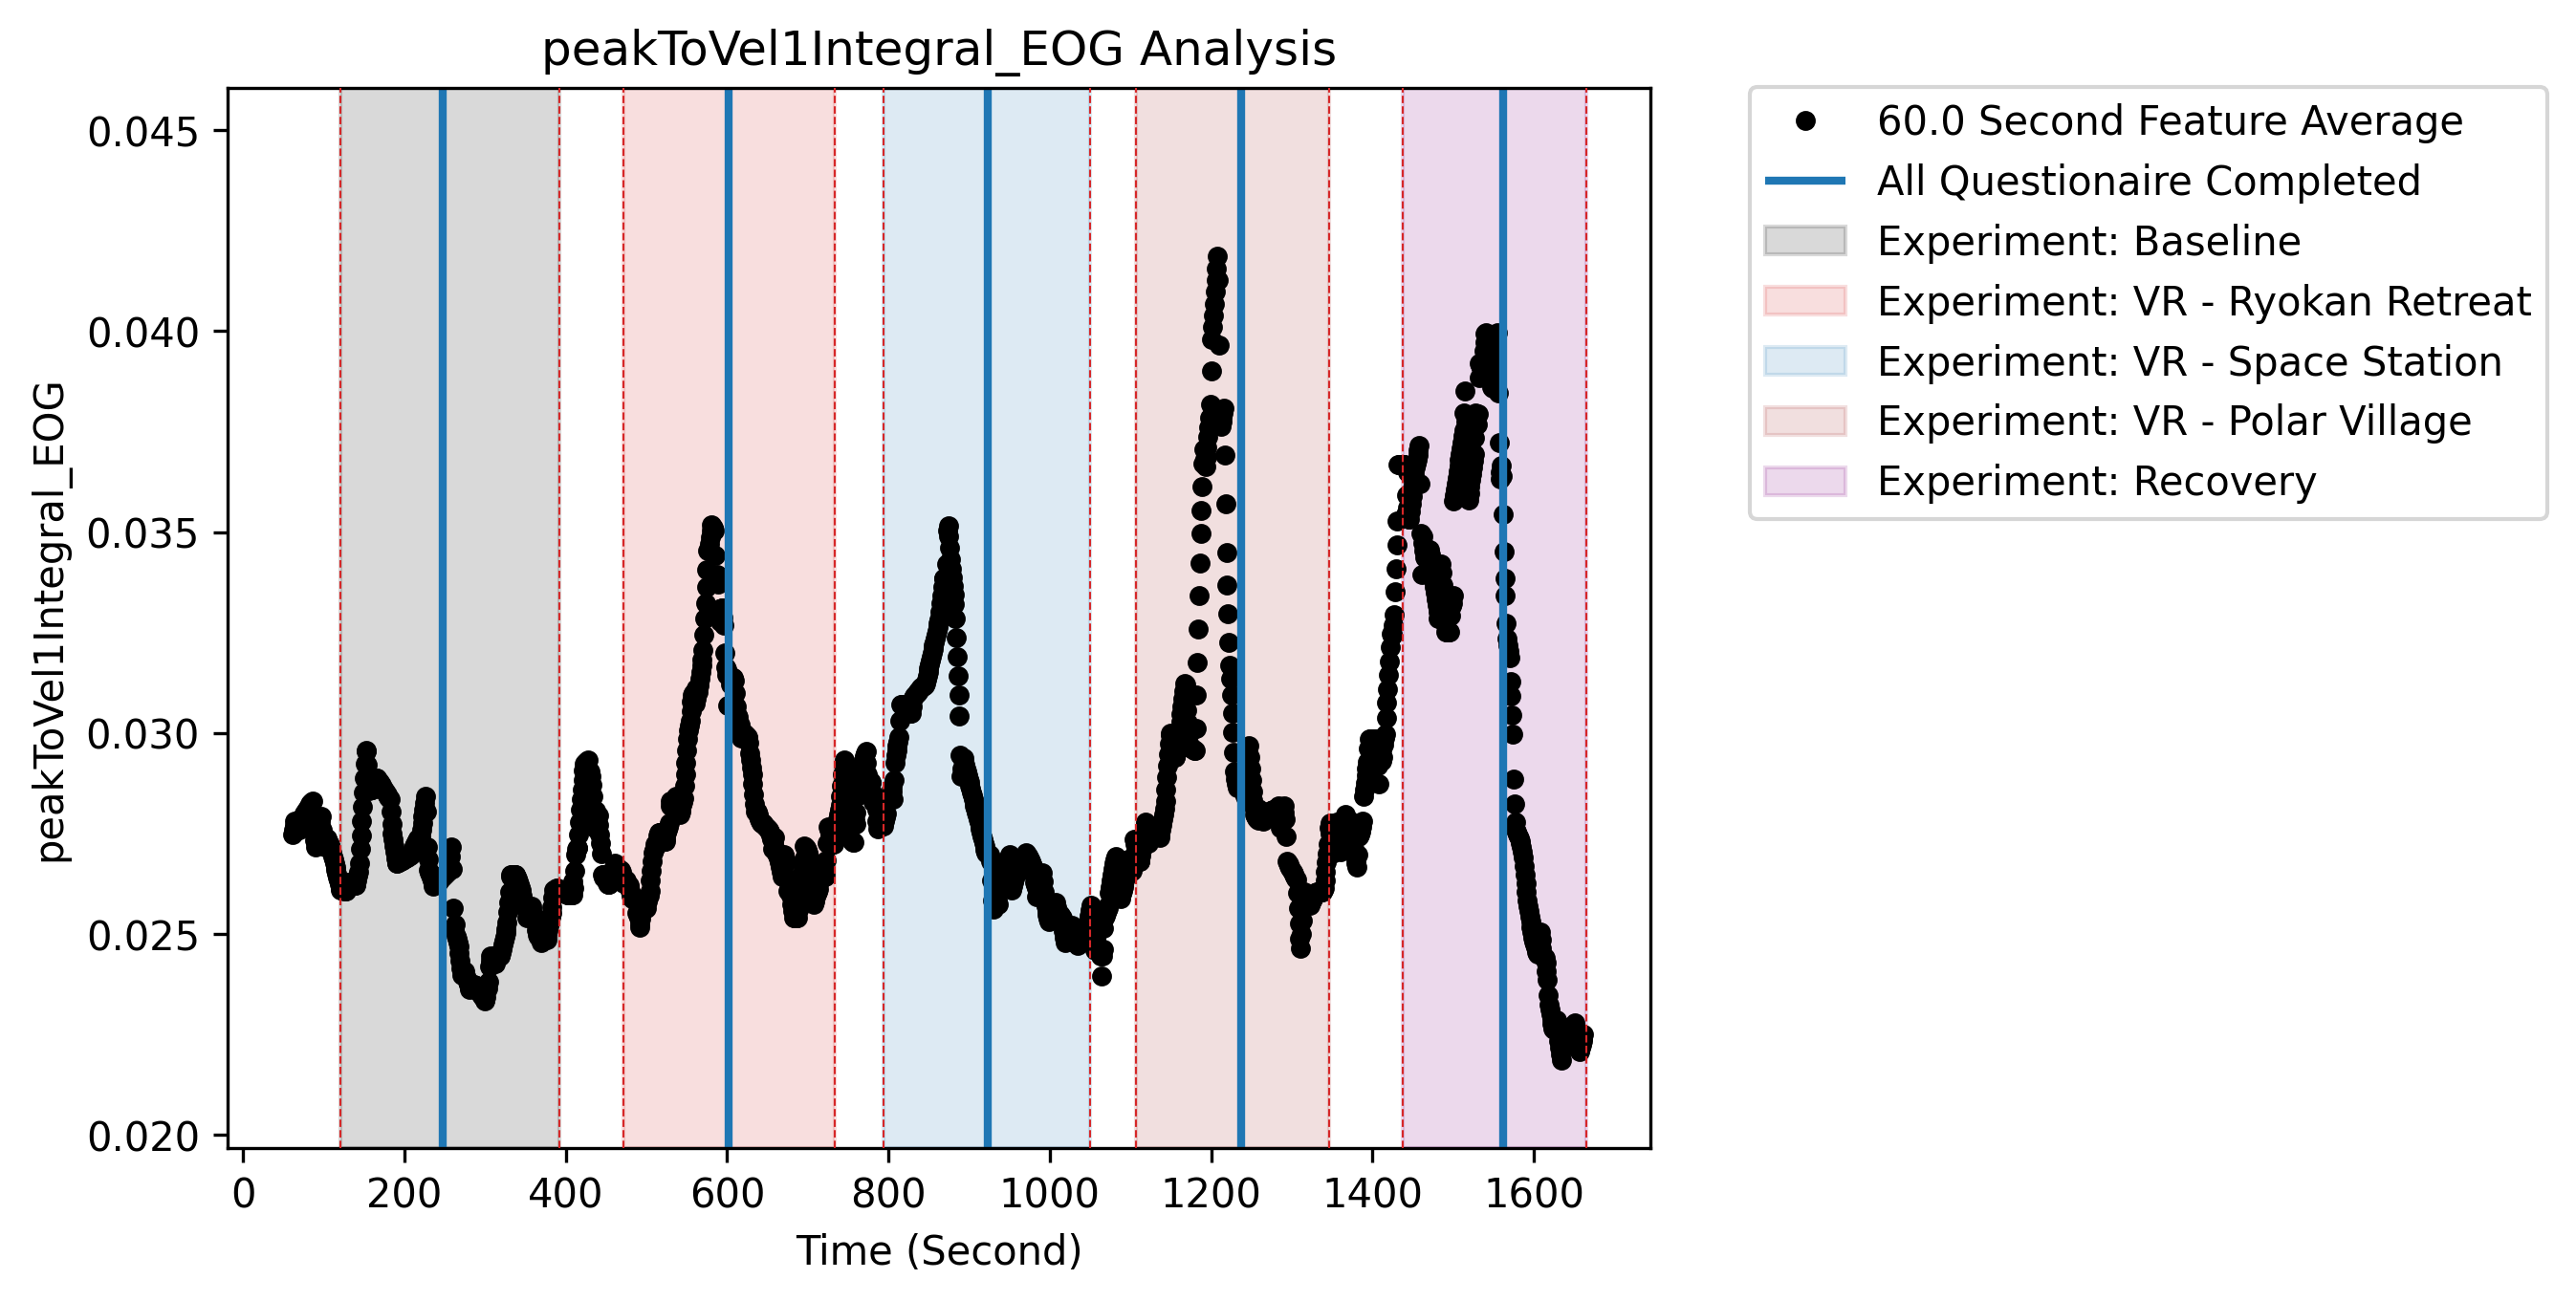 peakToVel1Integral_EOG Analysis
peakToVel1Integral_EOG
0.045
0.040
0.035
0.030
0.025
0.020
0 200 400 600 800 1000 1200 1400 1600
Time (Second)
60.0 Second Feature Average
All Questionaire Completed
Experiment: Baseline
Experiment: VR - Ryokan Retreat
Experiment: VR - Space Station
Experiment: VR - Polar Village
Experiment: Recovery